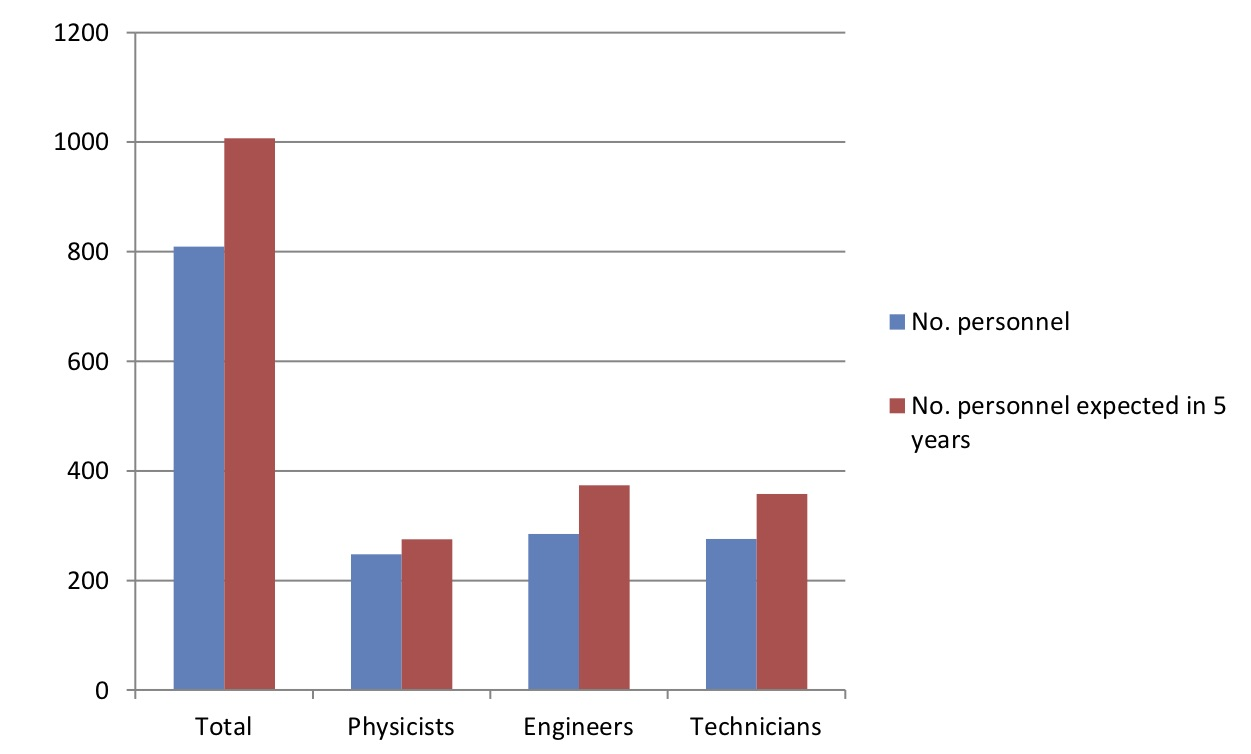 1200
1000
800
600
400
200
0
Total Physicists Engineers Technicians
No. personnel
No. personnel expected in 5
years